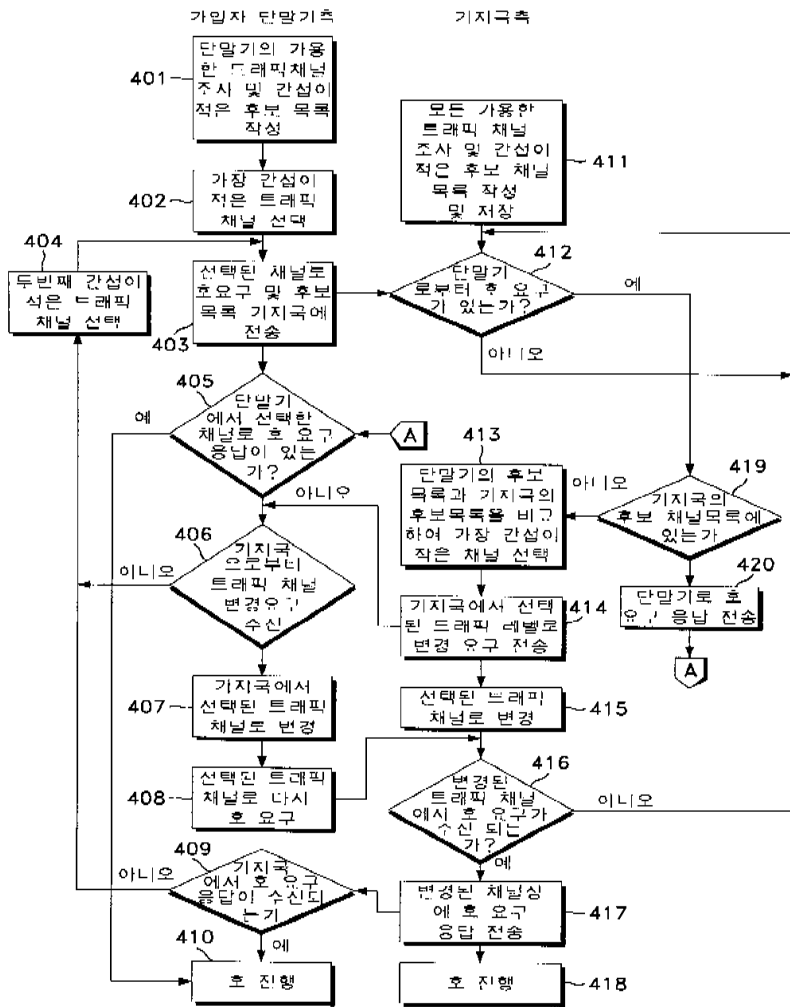 가입자 단말기측
기지국측
401
단말기의 가용
한 트래픽채널
조사 및 간섭이
적은 후보 목록
작성
모든 가용한
트래픽 채널
조사 및 간섭이
적은 후보 채널
목록 작성
및 저장
411
402
가장 간섭이
적은 트래픽
채널 선택
404
두번째 간섭이
적은 트래픽
채널 선택
403
선택된 채널로
호요구 및 후보
목록 기지국에
전송
412
단말기
로부터 호 요구
가 있는가?
예
아니오
405
예
단말기
에서 선택한
채널로 호 요구
응답이 있는
가?
A
아니오
413
단말기의 후보
목록과 기지국의
후보목록을 비교
하여 가장 간섭이
작은 채널 선택
아니오
419
기지국의
후보 채널목록에
있는가
406
기지국
으로부터
트래픽 채널
변경요구
수신
아니오
420
단말기로 호
요구 응답 전송
A
기지국에서 선택
된 트래픽 레벨로
변경 요구 전송
414
407
기지국에서
선택된 트래픽
채널로 변경
선택된 트래픽
채널로 변경
415
408
선택된 트래픽
채널로 다시
호 요구
416
변경된
트래픽 채널
에서 호 요구가
수신 되는
가?
아니오
예
409
아니오
기지국
에서 호 요구
응답이 수신되
는가
예
변경된 채널상
에 호 요구
응답 전송
417
410
호 진행
호 진행
418